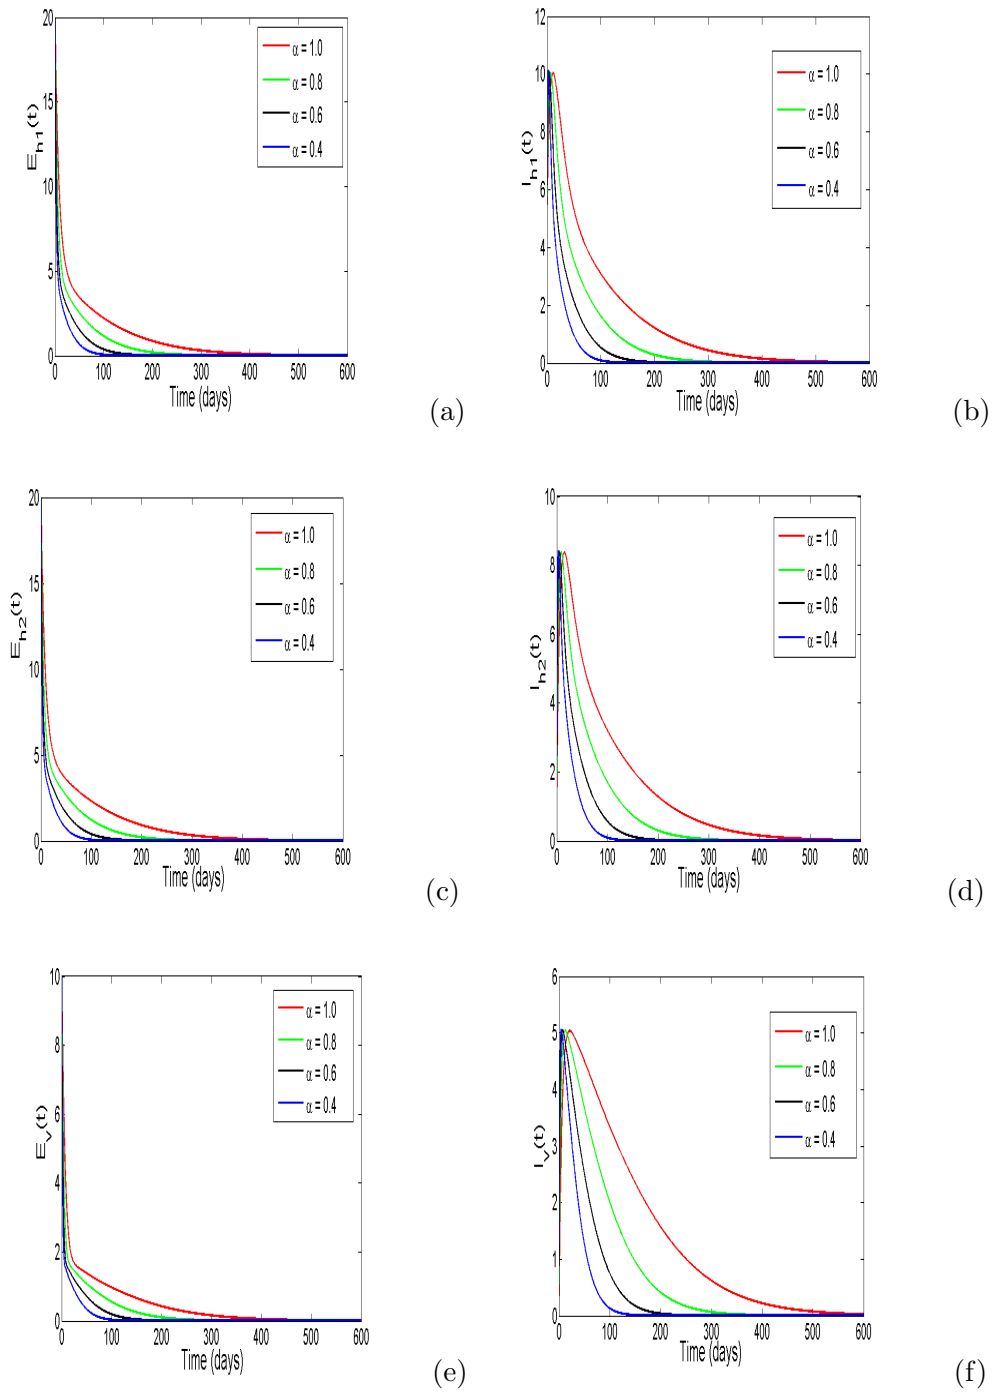 20
15
10
5
0
E_h1(t)
α = 1.0
α = 0.8
α = 0.6
α = 0.4
0 100 200 300 400 500 600
Time (days)
(a)
12
10
8
6
4
2
0
I_h1(t)
α = 1.0
α = 0.8
α = 0.6
α = 0.4
0 100 200 300 400 500 600
Time (days)
(b)
20
15
10
5
0
E_h2(t)
α = 1.0
α = 0.8
α = 0.6
α = 0.4
0 100 200 300 400 500 600
Time (days)
(c)
10
8
6
4
2
0
I_h2(t)
α = 1.0
α = 0.8
α = 0.6
α = 0.4
0 100 200 300 400 500 600
Time (days)
(d)
10
8
6
4
2
0
E_v(t)
α = 1.0
α = 0.8
α = 0.6
α = 0.4
0 100 200 300 400 500 600
Time (days)
(e)
6
5
4
3
2
1
0
I_v(t)
α = 1.0
α = 0.8
α = 0.6
α = 0.4
0 100 200 300 400 500 600
Time (days)
(f)